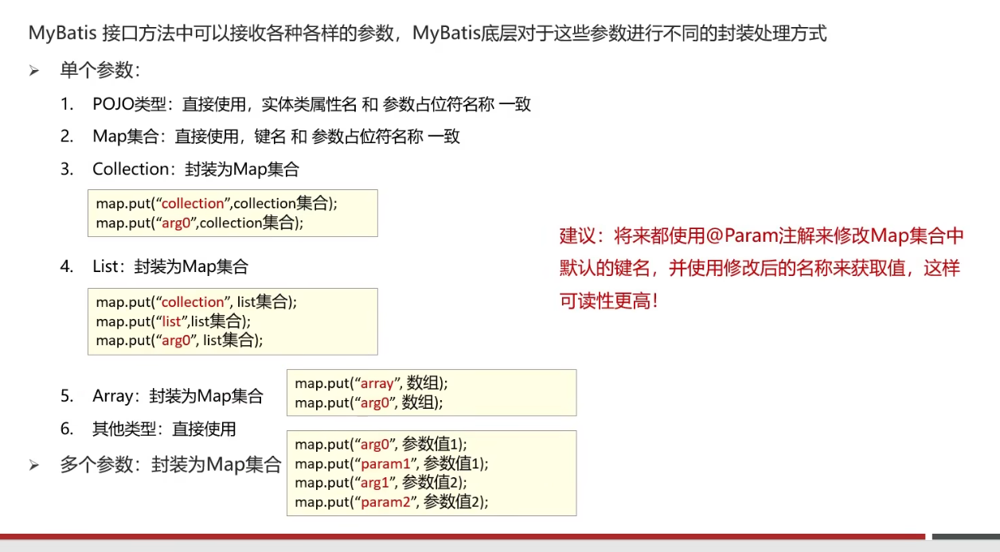 MyBatis 接口方法中可以接收各种各样的参数，MyBatis底层对于这些参数进行不同的封装处理方式
➢ 单个参数：
1. POJO类型：直接使用，实体类属性名 和 参数占位符名称 一致
2. Map集合：直接使用，键名 和 参数占位符名称 一致
3. Collection：封装为Map集合
map.put(“collection”,collection集合);
map.put(“arg0”,collection集合);
4. List：封装为Map集合
map.put(“collection”, list集合);
map.put(“list”,list集合);
map.put(“arg0”, list集合);
5. Array：封装为Map集合
map.put(“array”, 数组);
map.put(“arg0”, 数组);
6. 其他类型：直接使用
➢ 多个参数：封装为Map集合
map.put(“arg0”, 参数值1);
map.put(“param1”, 参数值1);
map.put(“arg1”, 参数值2);
map.put(“param2”, 参数值2);
建议：将来都使用@Param注解来修改Map集合中
默认的键名，并使用修改后的名称来获取值，这样
可读性更高！